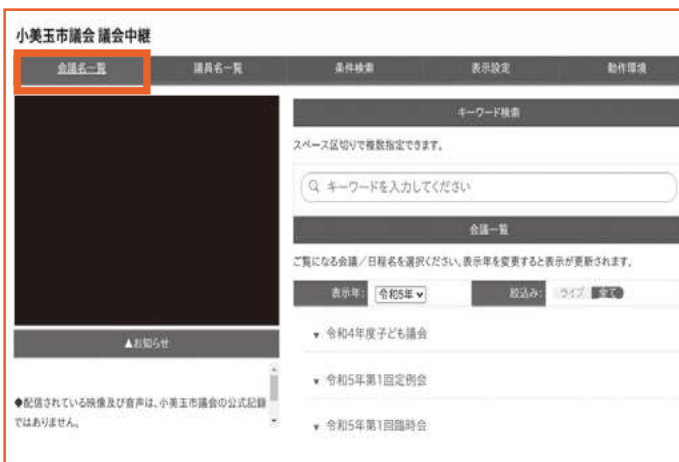 小美玉市議会 議会中継
会議名一覧 議員名一覧 条件検索 表示設定 動作環境
キーワード検索
スペース区切りで複数指定できます。
キーワードを入力してください
会議一覧
ご覧になる会議／日程名を選択ください。表示年を変更すると表示が更新されます。
表示年: 令和5年 絞込み: ライブ 全て
▼ 令和4年度子ども議会
▼ 令和5年第1回定例会
▼ 令和5年第1回臨時会
▲お知らせ
◆配信されている映像及び音声は、小美玉市議会の公式記録
ではありません。